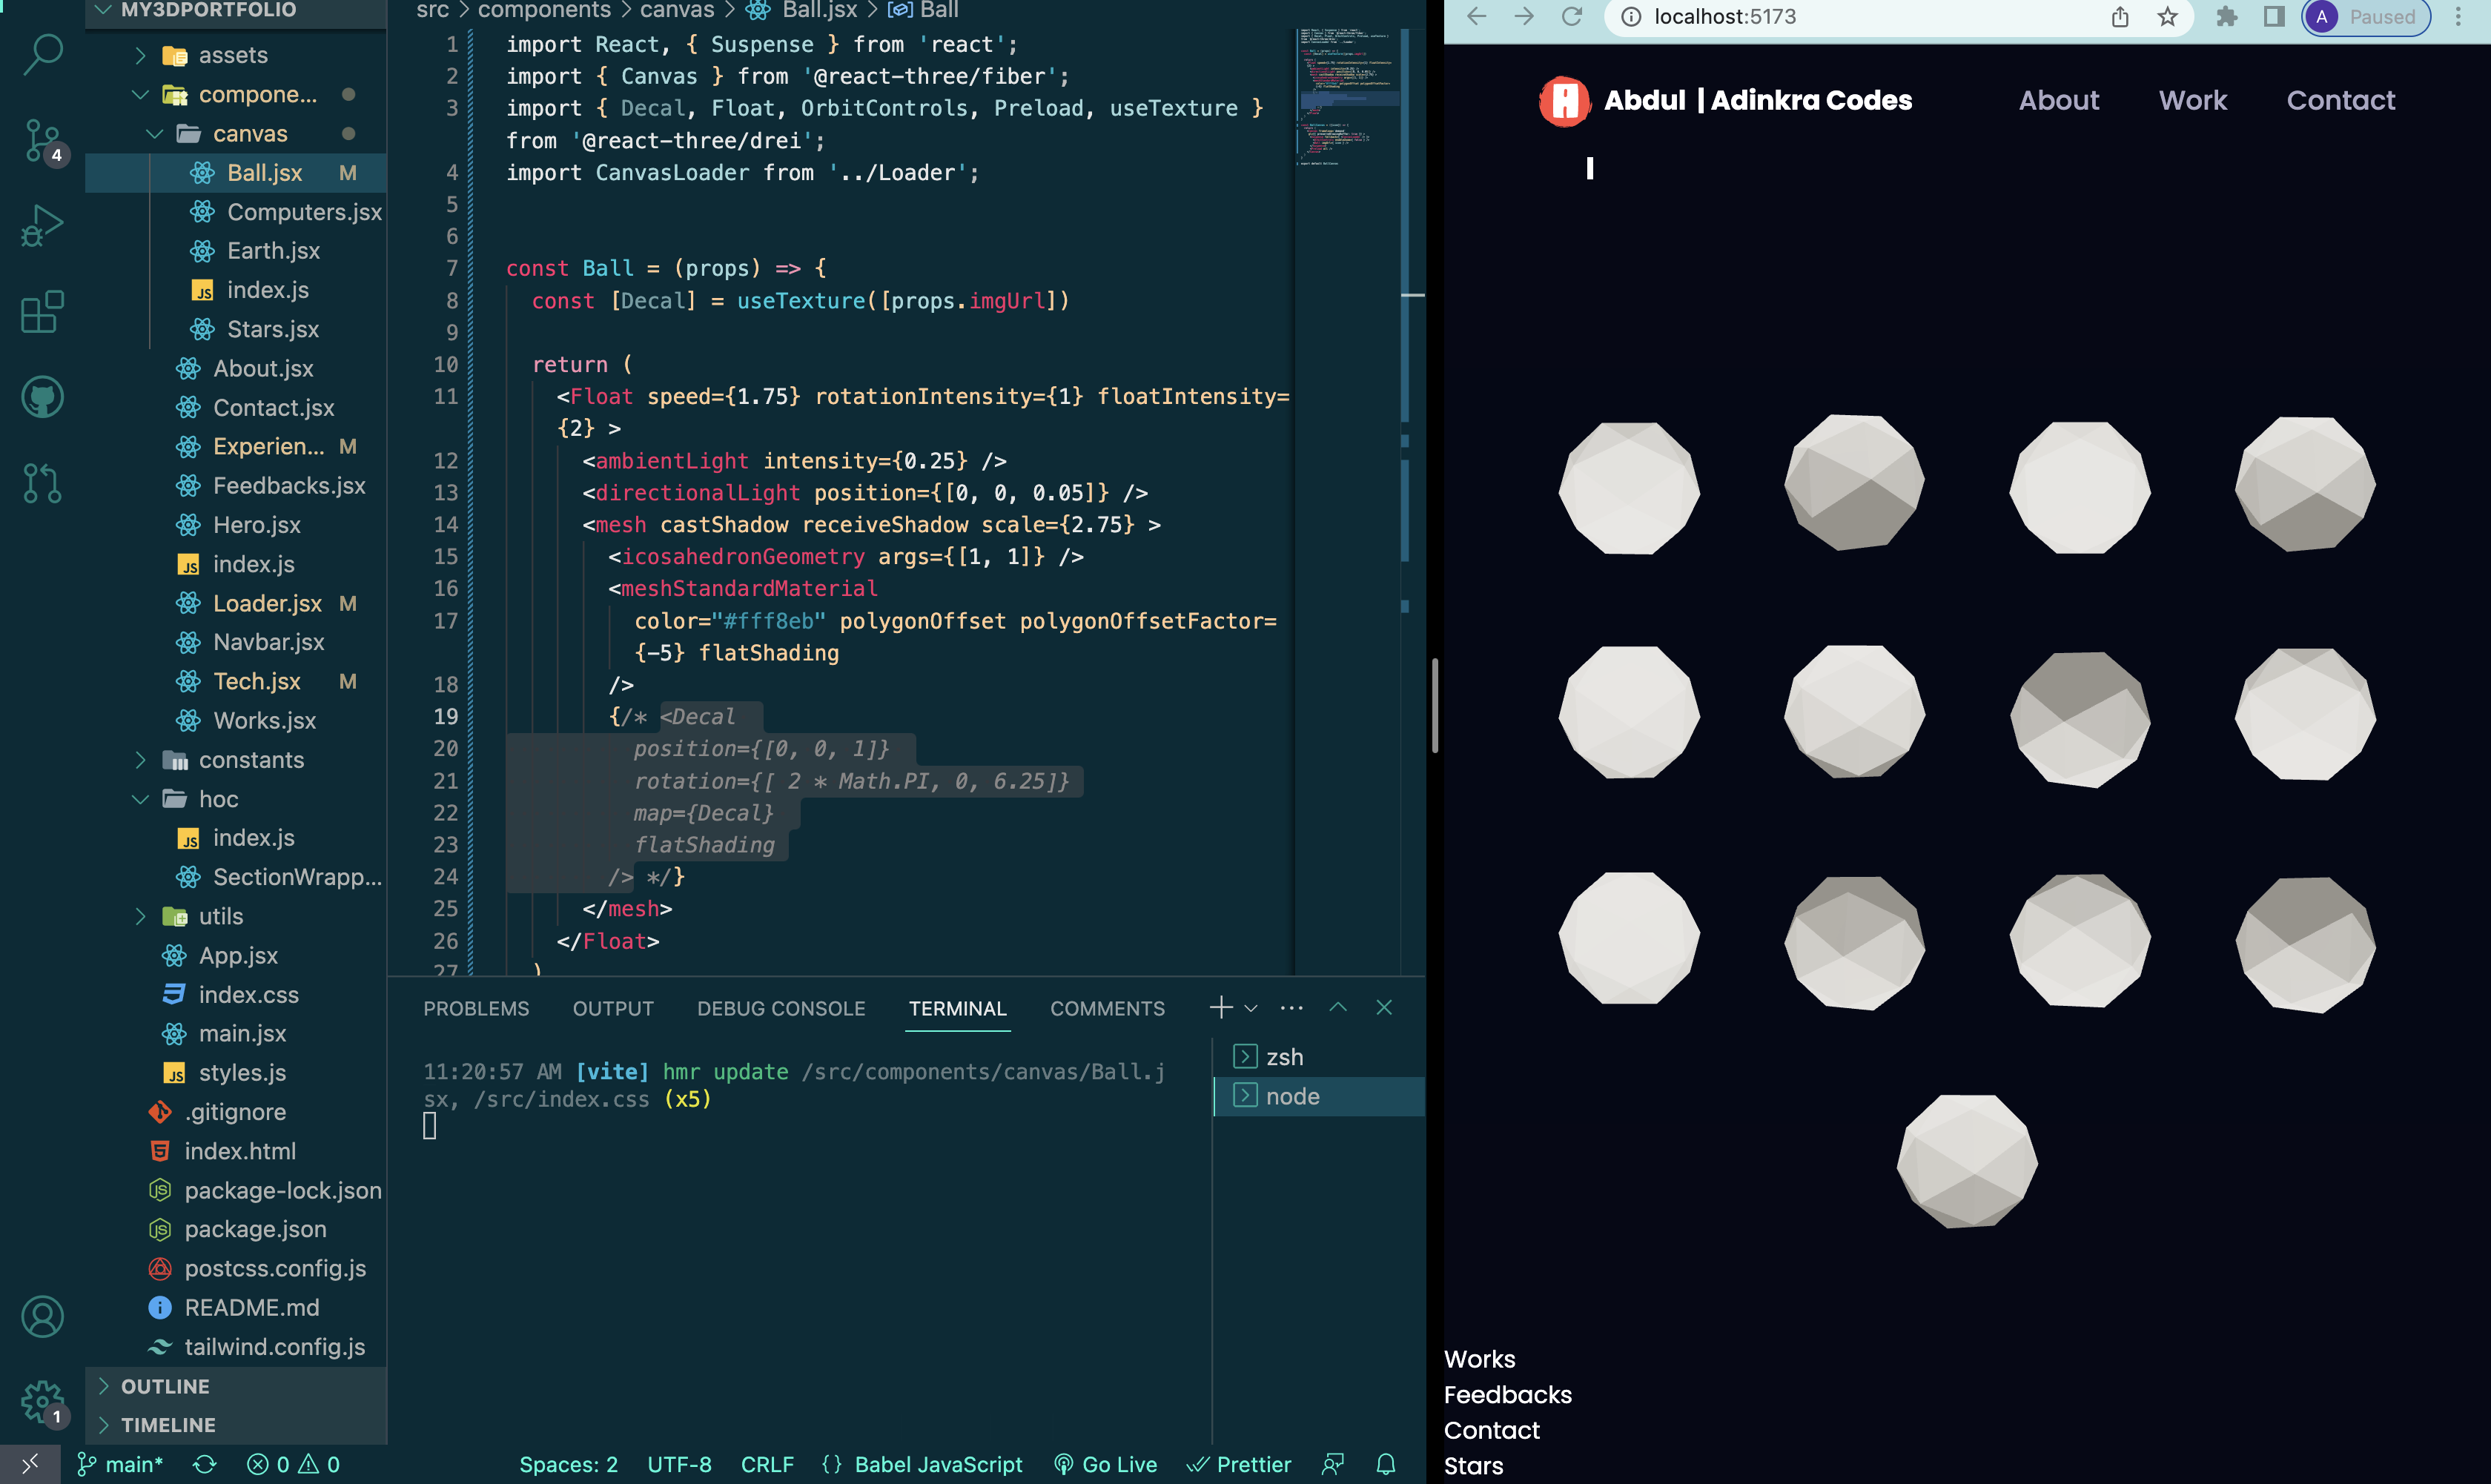 MY3DPORTFOLIO
assets
compone...
canvas
Ball.jsx M
Computers.jsx
Earth.jsx
JS index.js
Stars.jsx
About.jsx
Contact.jsx
Experien... M
Feedbacks.jsx
Hero.jsx
JS index.js
Loader.jsx M
Navbar.jsx
Tech.jsx M
Works.jsx
constants
hoc
JS index.js
SectionWrapp...
utils
App.jsx
index.css
main.jsx
JS styles.js
.gitignore
index.html
package-lock.json
package.json
postcss.config.js
README.md
tailwind.config.js
OUTLINE
TIMELINE
4
1
src > components > canvas > Ball.jsx > Ball
1 import React, { Suspense } from 'react';
2 import { Canvas } from '@react-three/fiber';
3 import { Decal, Float, OrbitControls, Preload, useTexture }
from '@react-three/drei';
4 import CanvasLoader from '../Loader';
5
6
7 const Ball = (props) => {
8 const [Decal] = useTexture([props.imgUrl])
9
10 return (
11 <Float speed={1.75} rotationIntensity={1} floatIntensity=
{2} >
12 <ambientLight intensity={0.25} />
13 <directionalLight position={[0, 0, 0.05]} />
14 <mesh castShadow receiveShadow scale={2.75} >
15 <icosahedronGeometry args={[1, 1]} />
16 <meshStandardMaterial
17 color="#fff8eb" polygonOffset polygonOffsetFactor=
{-5} flatShading
18 />
19 {/* <Decal
20 position={[0, 0, 1]}
21 rotation={[ 2 * Math.PI, 0, 6.25]}
22 map={Decal}
23 flatShading
24 /> */}
25 </mesh>
26 </Float>
27 )
PROBLEMS OUTPUT DEBUG CONSOLE TERMINAL COMMENTS
11:20:57 AM [vite] hmr update /src/components/canvas/Ball.j
sx, /src/index.css (x5)
zsh
node
main* 0 0 Spaces: 2 UTF-8 CRLF {} Babel JavaScript Go Live Prettier
localhost:5173
A Paused
Abdul | Adinkra Codes About Work Contact
Works
Feedbacks
Contact
Stars